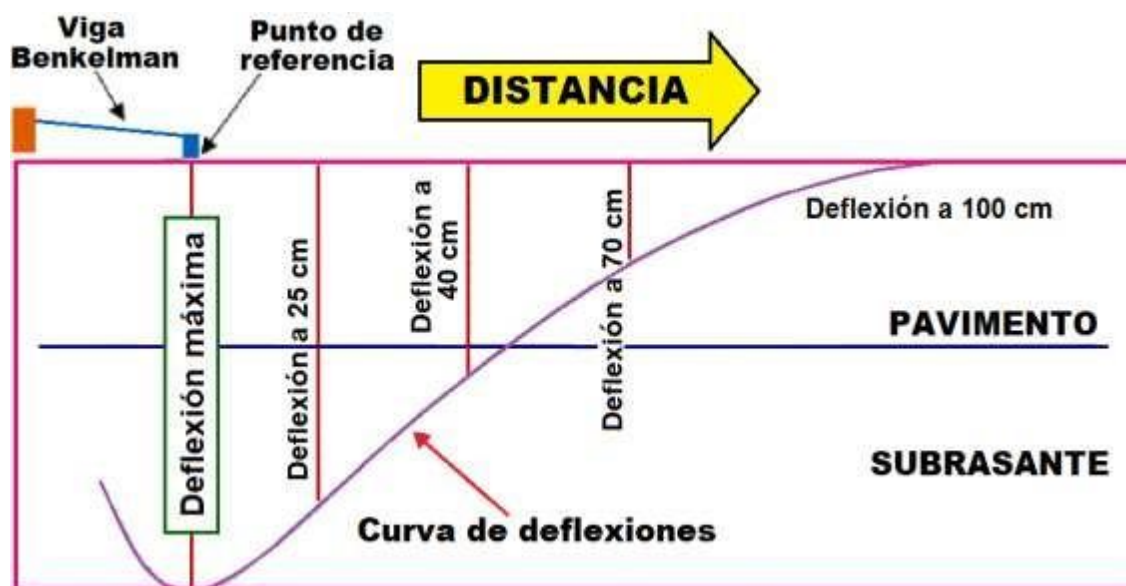 Viga
Benkelman
Punto de
referencia
DISTANCIA
Deflexión máxima
Deflexión a 25 cm
Deflexión a
40 cm
Deflexión a 70 cm
Deflexión a 100 cm
PAVIMENTO
SUBRASANTE
Curva de deflexiones